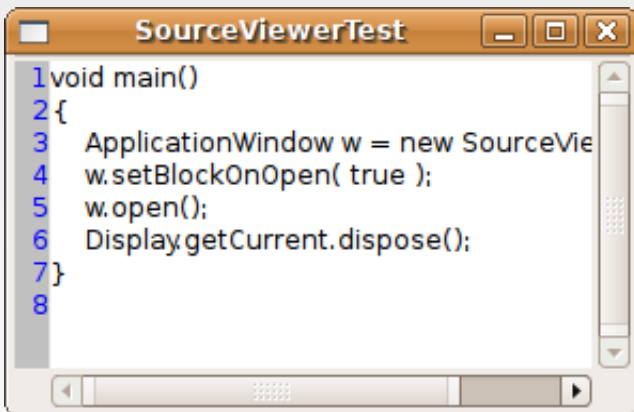 SourceViewerTest
1 void main()
2 {
3     ApplicationWindow w = new SourceVie
4     w.setBlockOnOpen( true );
5     w.open();
6     Display.getCurrent.dispose();
7 }
8